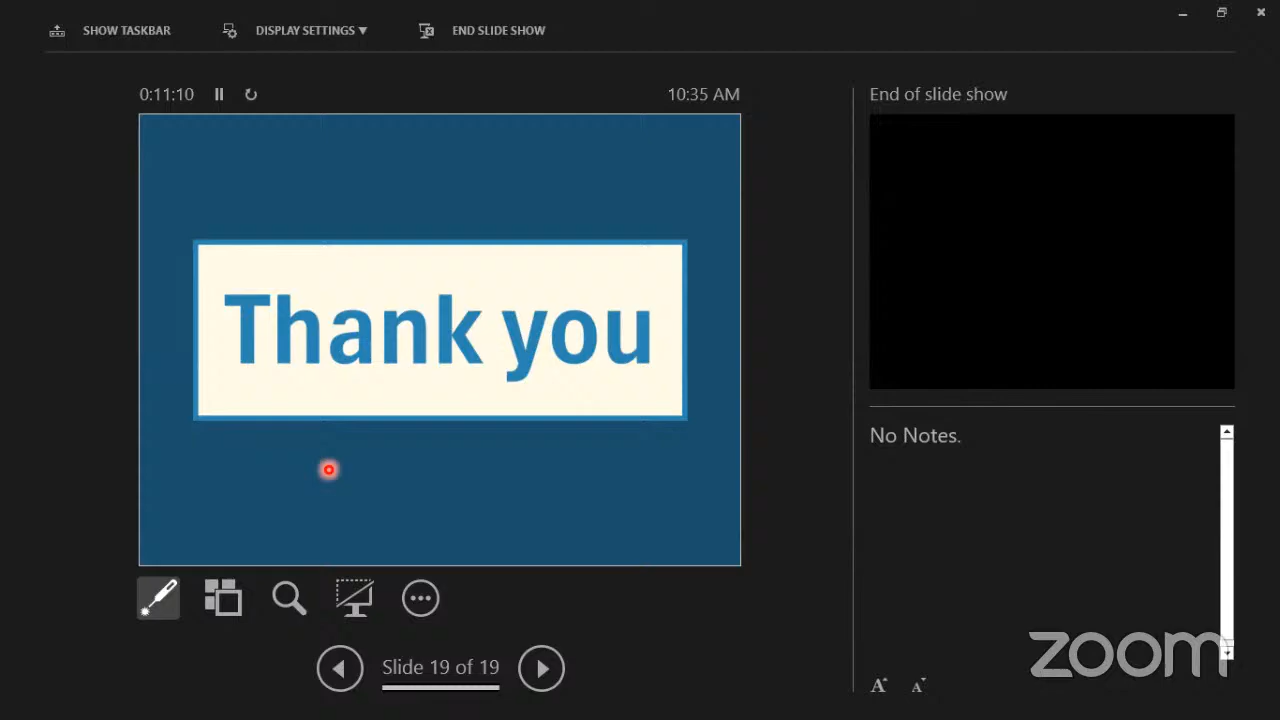 SHOW TASKBAR
DISPLAY SETTINGS
END SLIDE SHOW
0:11:10
10:35 AM
End of slide show
Thank you
No Notes.
Slide 19 of 19
A A
zoom